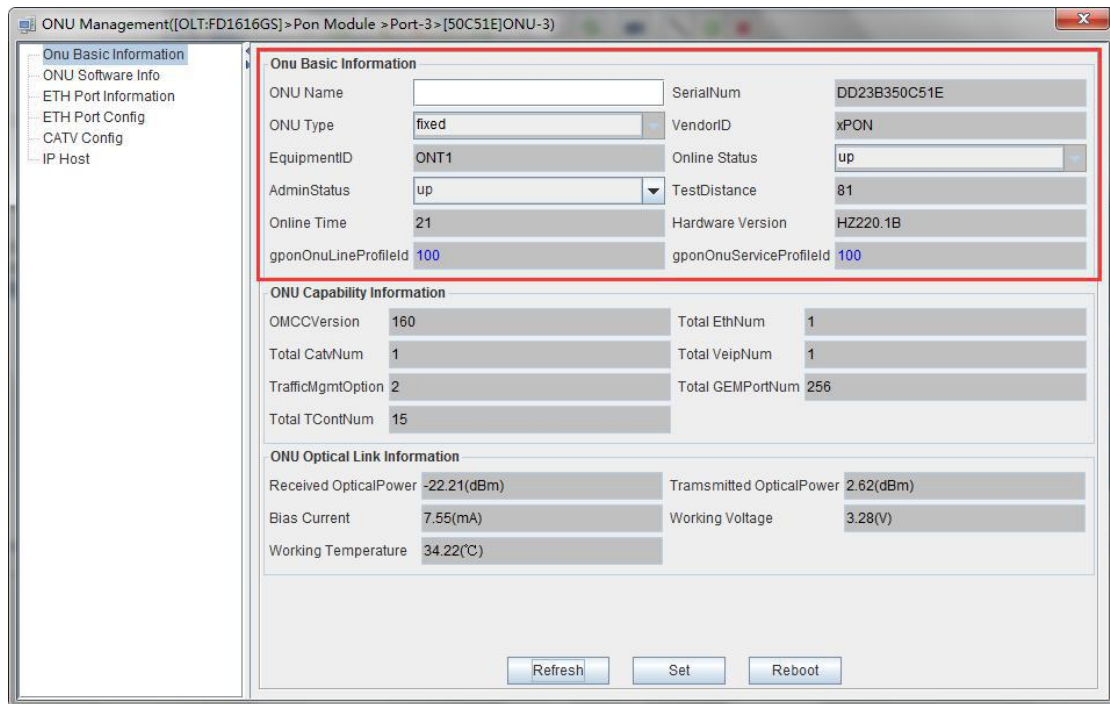 ONU Management([OLT:FD1616GS]>Pon Module >Port-3>[50C51E]ONU-3)
Onu Basic Information
ONU Software Info
ETH Port Information
ETH Port Config
CATV Config
IP Host
Onu Basic Information
ONU Name SerialNum DD23B350C51E
ONU Type fixed VendorID xPON
EquipmentID ONT1 Online Status up
AdminStatus up TestDistance 81
Online Time 21 Hardware Version HZ220.1B
gponOnuLineProfileId 100 gponOnuServiceProfileId 100
ONU Capability Information
OMCCVersion 160 Total EthNum 1
Total CatvNum 1 Total VeipNum 1
TrafficMgmtOption 2 Total GEMPortNum 256
Total TContNum 15
ONU Optical Link Information
Received OpticalPower -22.21(dBm) Tramsmitted OpticalPower 2.62(dBm)
Bias Current 7.55(mA) Working Voltage 3.28(V)
Working Temperature 34.22(℃)
Refresh Set Reboot